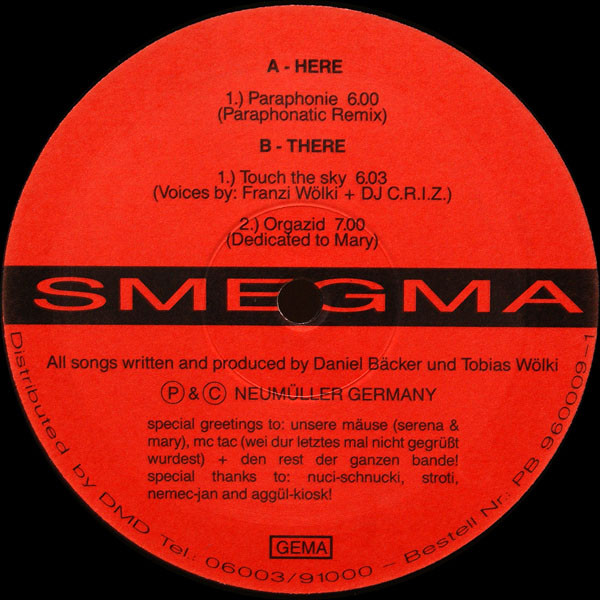 A - HERE
1.) Paraphonie 6.00
(Paraphonatic Remix)
B - THERE
1.) Touch the sky 6.03
(Voices by: Franzi Wölki + DJ C.R.I.Z.)
2.) Orgazid 7.00
(Dedicated to Mary)
SMEGMA
All songs written and produced by Daniel Bäcker und Tobias Wölki
Ⓟ & Ⓒ NEUMÜLLER GERMANY
special greetings to: unsere mäuse (serena &
mary), mc tac (wei dur letztes mal nicht gegrüßt
wurdest) + den rest der ganzen bande!
special thanks to: nuci-schnucki, stroti,
nemec-jan and aggül-kiosk!
GEMA
Distributed by DMD Tel.: 06003/91000 - Bestell Nr.: PB 960009-1